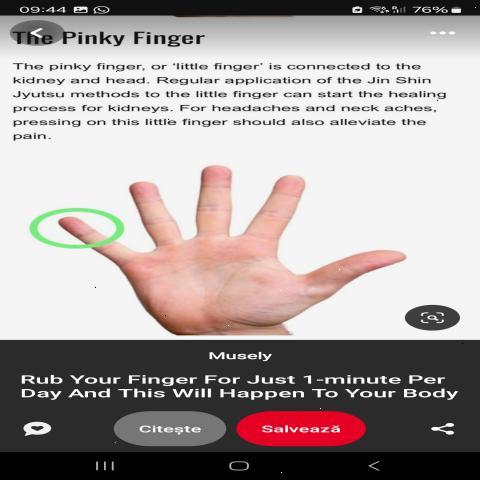 09:44 76%
The Pinky Finger
The pinky finger, or 'little finger' is connected to the
kidney and head. Regular application of the Jin Shin
Jyutsu methods to the little finger can start the healing
process for kidneys. For headaches and neck aches,
pressing on this little finger should also alleviate the
pain.
Musely
Rub Your Finger For Just 1-minute Per
Day And This Will Happen To Your Body
Citește Salvează